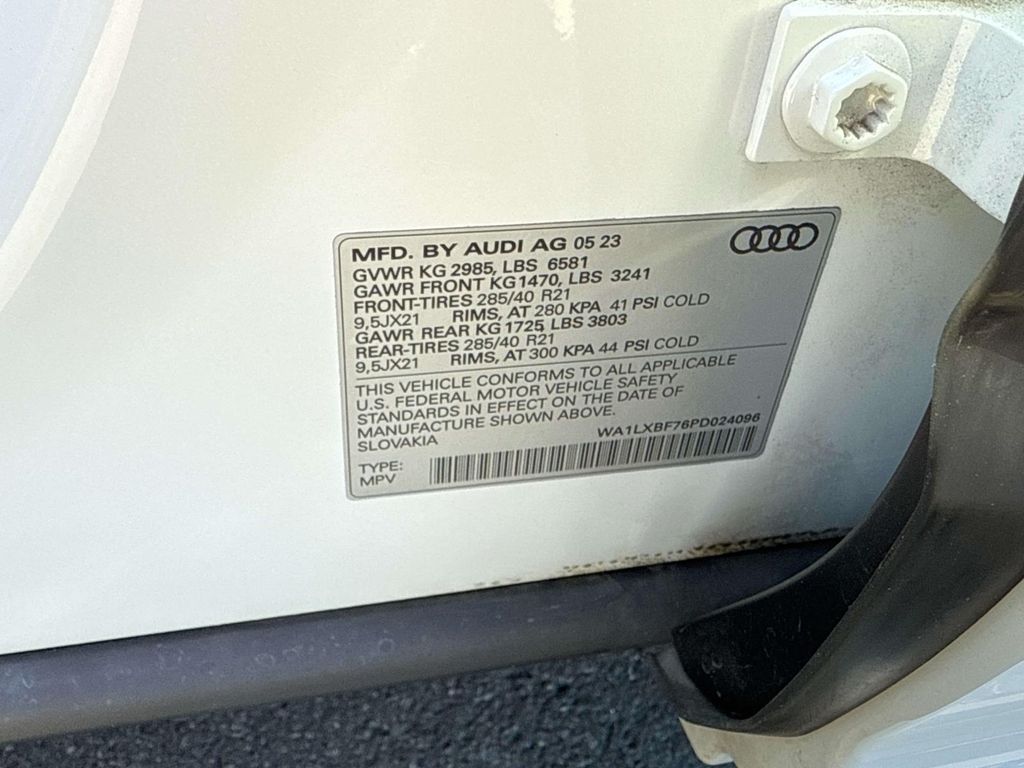 MFD. BY AUDI AG 05 23
GVWR KG 2985, LBS 6581
GAWR FRONT KG1470, LBS 3241
FRONT-TIRES 285/40 R21
9,5JX21 RIMS, AT 280 KPA 41 PSI COLD
GAWR REAR KG 1725, LBS 3803
REAR-TIRES 285/40 R21
9,5JX21 RIMS, AT 300 KPA 44 PSI COLD
THIS VEHICLE CONFORMS TO ALL APPLICABLE
U.S. FEDERAL MOTOR VEHICLE SAFETY
STANDARDS IN EFFECT ON THE DATE OF
MANUFACTURE SHOWN ABOVE.
SLOVAKIA WA1LXBF76PD024096
TYPE:
MPV